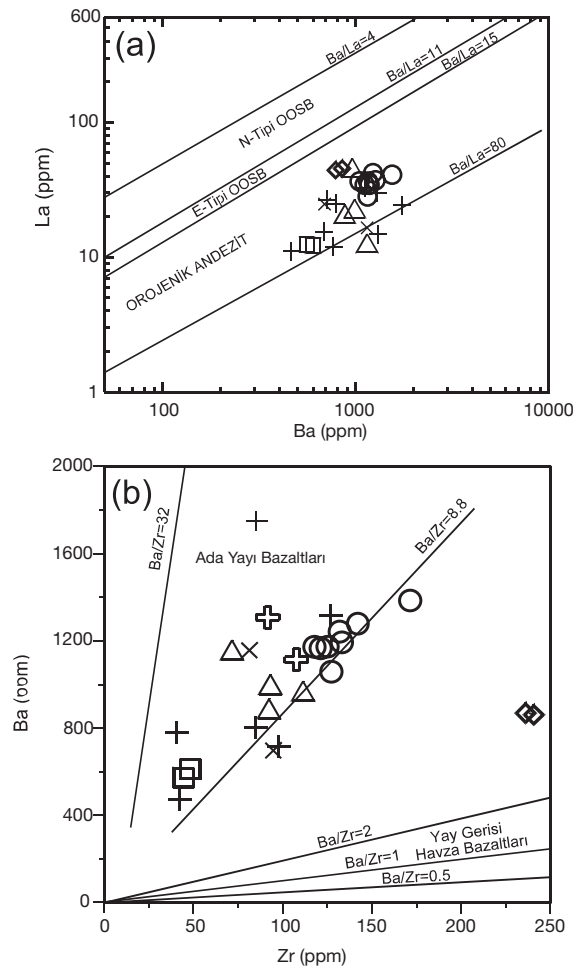 (a)
600
100
10
1
La (ppm)
Ba/La=4
Ba/La=11
Ba/La=15
Ba/La=80
N-Tipi OOSB
E-Tipi OOSB
OROJENİK ANDEZİT
100
1000
10000
Ba (ppm)
(b)
2000
1600
1200
800
400
0
Ba (ppm)
Ba/Zr=32
Ada Yayı Bazaltları
Ba/Zr=8.8
Ba/Zr=2
Yay Gerisi
Havza Bazaltları
Ba/Zr=1
Ba/Zr=0.5
0
50
100
150
200
250
Zr (ppm)